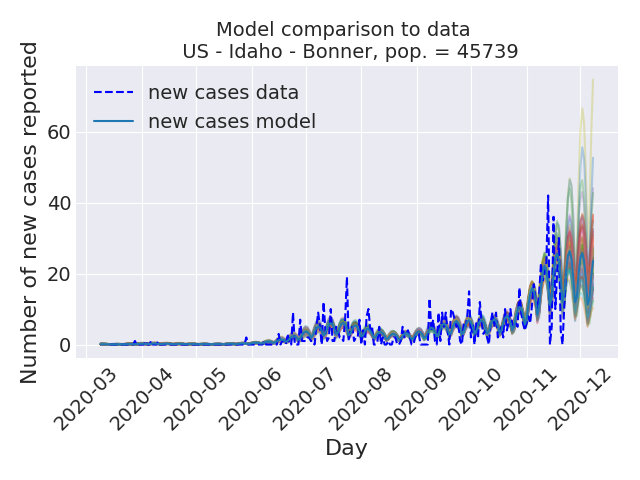 Model comparison to data
US - Idaho - Bonner, pop. = 45739
Number of new cases reported
60
40
20
0
new cases data
new cases model
2020-03
2020-04
2020-05
2020-06
2020-07
2020-08
2020-09
2020-10
2020-11
2020-12
Day